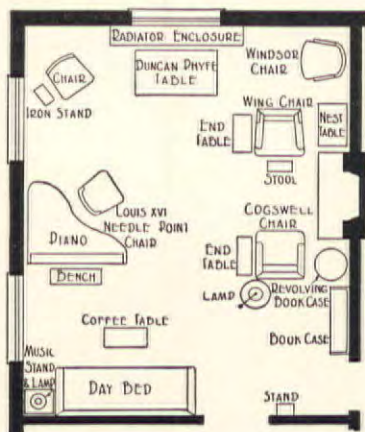 RADIATOR ENCLOSURE
DUNCAN PHYFE
TABLE
WINDSOR
CHAIR
CHAIR
IRON STAND
WING CHAIR
END
TABLE
NEST
TABLE
STOOL
LOUIS XVI
NEEDLE POINT
CHAIR
COGSWELL
CHAIR
PIANO
BENCH
END
TABLE
LAMP
REVOLVING
BOOK CASE
BOOK CASE
COFFEE TABLE
MUSIC
STAND
& LAMP
DAY BED
STAND